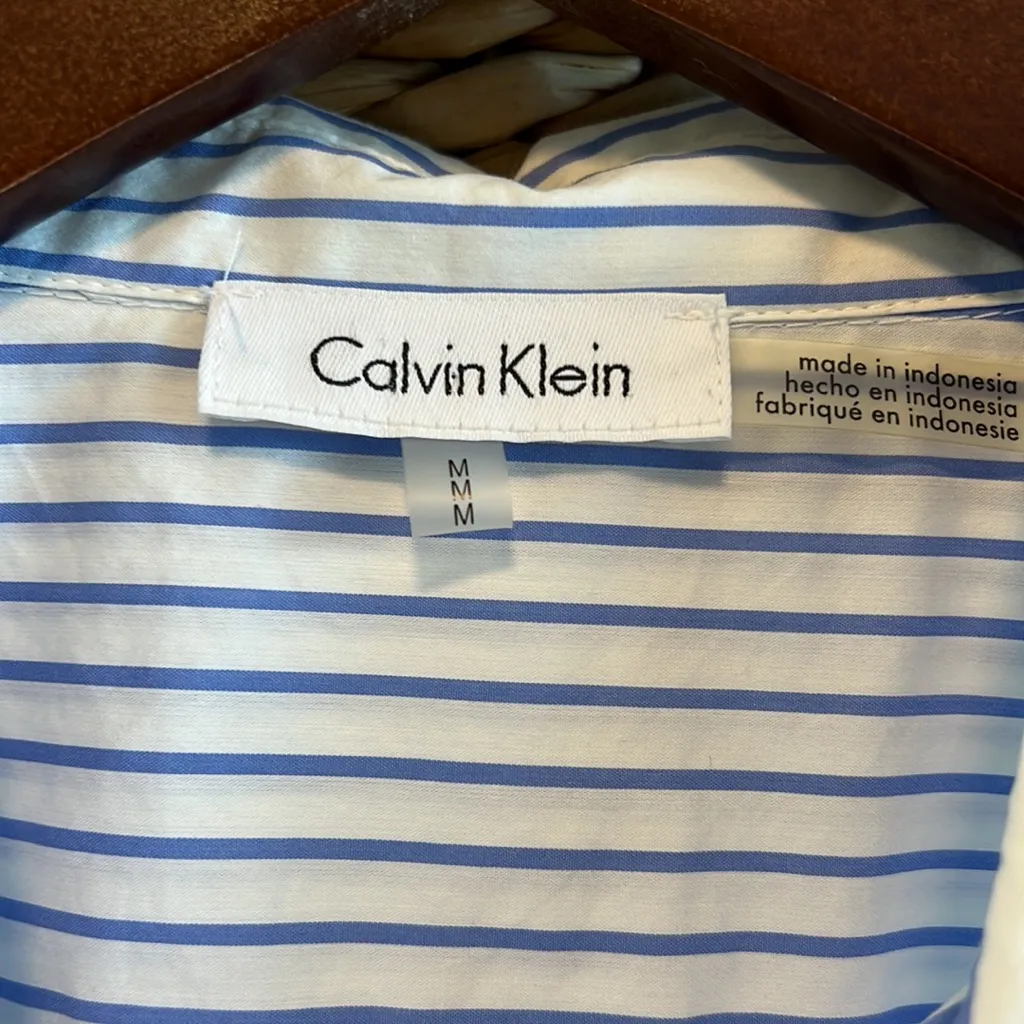 Calvin Klein
M
M
M
made in indonesia
hecho en indonesia
fabriqué en indonesie